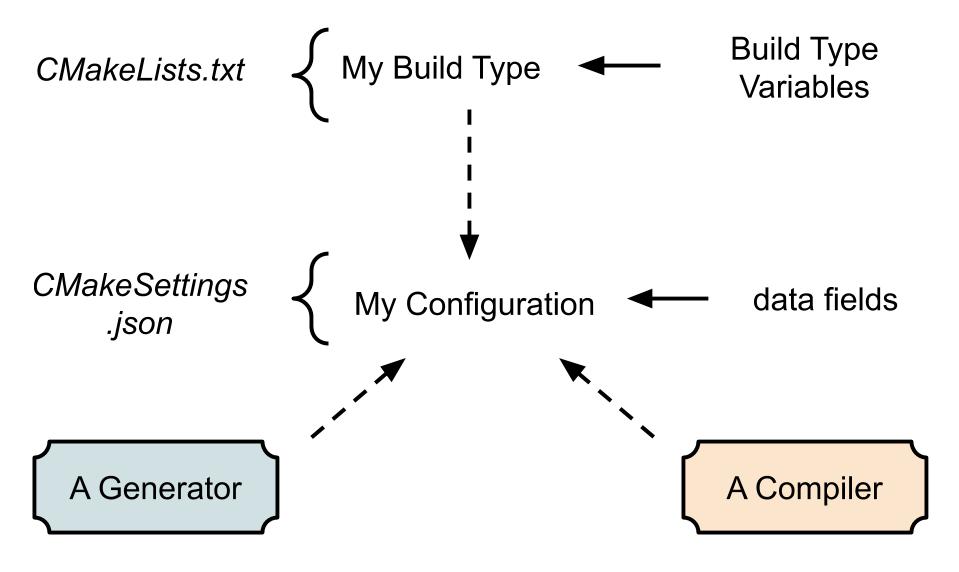 CMakeLists.txt
My Build Type
Build Type
Variables
CMakeSettings
.json
My Configuration
data fields
A Generator
A Compiler